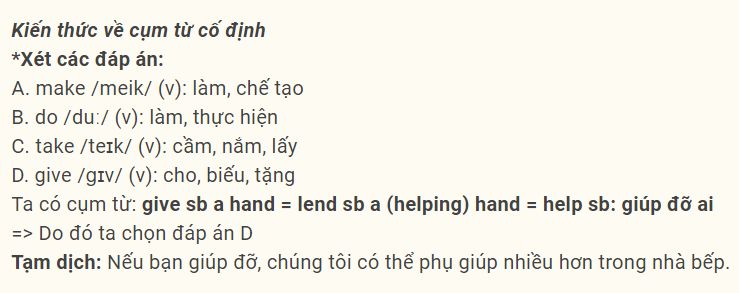 Kiến thức về cụm từ cố định
*Xét các đáp án:
A. make /meik/ (v): làm, chế tạo
B. do /duː/ (v): làm, thực hiện
C. take /teɪk/ (v): cầm, nắm, lấy
D. give /gɪv/ (v): cho, biếu, tặng
Ta có cụm từ: give sb a hand = lend sb a (helping) hand = help sb: giúp đỡ ai
=> Do đó ta chọn đáp án D
Tạm dịch: Nếu bạn giúp đỡ, chúng tôi có thể phụ giúp nhiều hơn trong nhà bếp.